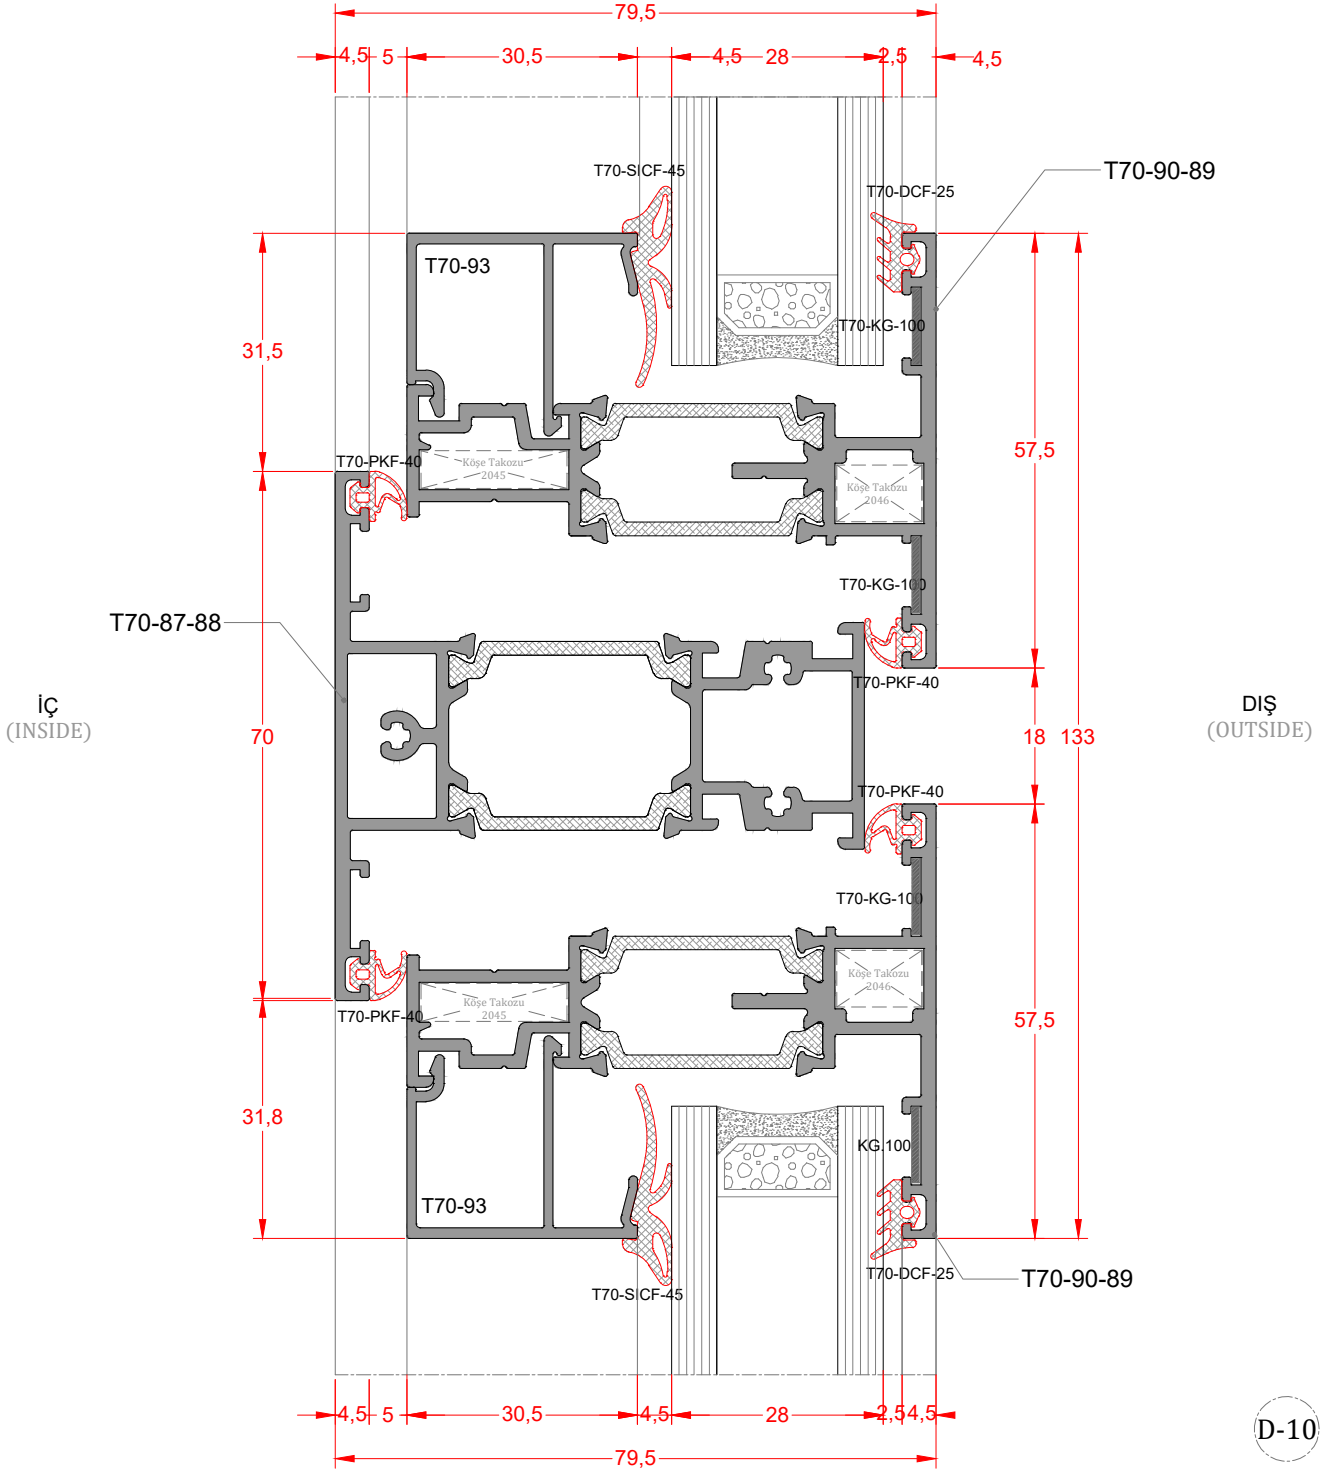 79,5
4,5 5 30,5 4,5 28 2,5 4,5
T70-SICF-45
T70-DCF-25
T70-90-89
T70-93
T70-KG-100
31,5
57,5
T70-PKF-40
Köşe Takozu
2045
Köşe Takozu
2046
T70-KG-100
T70-87-88
T70-PKF-40
İÇ
(INSIDE)
DIŞ
(OUTSIDE)
70
18 133
T70-PKF-40
T70-KG-100
Köşe Takozu
2045
Köşe Takozu
2046
T70-PKF-40
57,5
31,8
KG.100
T70-93
T70-DCF-25
T70-90-89
T70-SICF-45
4,5 5 30,5 4,5 28 2,5 4,5
79,5
D-10